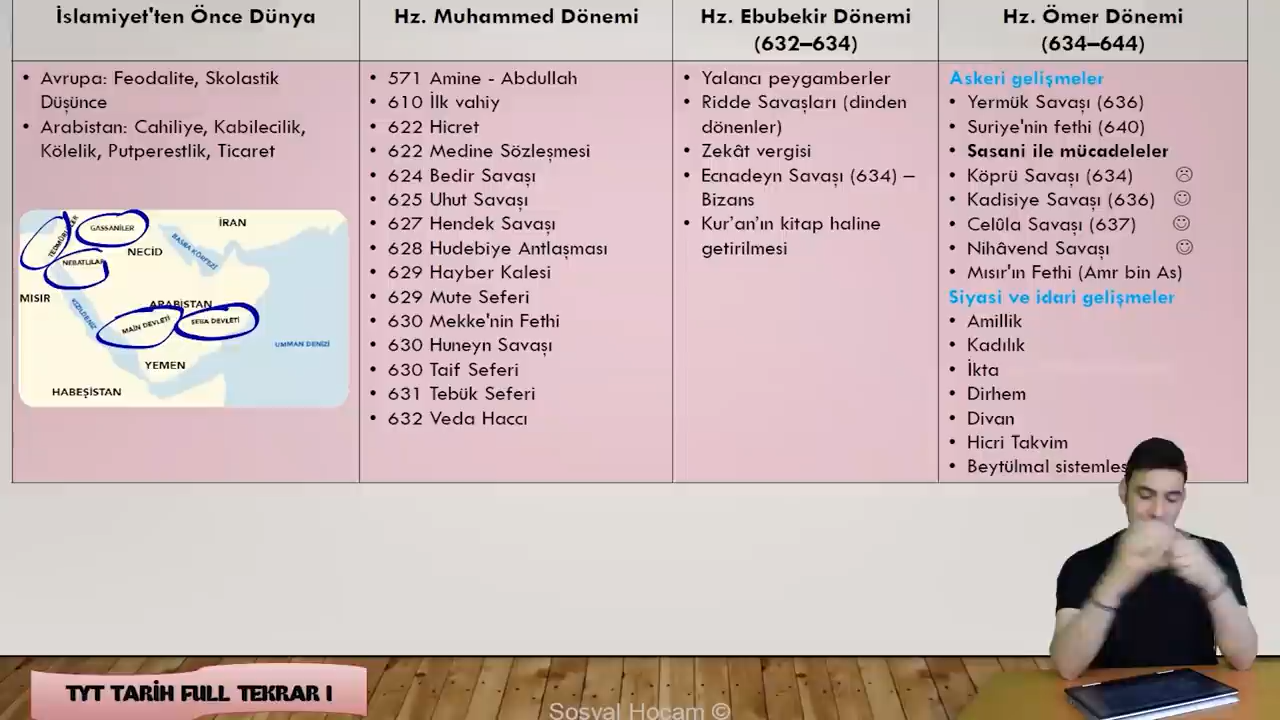 İslamiyet'ten Önce Dünya
Hz. Muhammed Dönemi
Hz. Ebubekir Dönemi
(632–634)
Hz. Ömer Dönemi
(634–644)
• Avrupa: Feodalite, Skolastik
Düşünce
• Arabistan: Cahiliye, Kabilecilik,
Kölelik, Putperestlik, Ticaret
GASSANİLER
İRAN
NECİD
BASRA KÖRFEZİ
NEBATLILAR
MISIR
KIZILDENİZ
ARABİSTAN
MAİN DEVLETİ
SEBA DEVLETİ
UMMAN DENİZİ
YEMEN
HABEŞİSTAN
• 571 Amine - Abdullah
• 610 İlk vahiy
• 622 Hicret
• 622 Medine Sözleşmesi
• 624 Bedir Savaşı
• 625 Uhut Savaşı
• 627 Hendek Savaşı
• 628 Hudebiye Antlaşması
• 629 Hayber Kalesi
• 629 Mute Seferi
• 630 Mekke'nin Fethi
• 630 Huneyn Savaşı
• 630 Taif Seferi
• 631 Tebük Seferi
• 632 Veda Haccı
• Yalancı peygamberler
• Ridde Savaşları (dinden
dönenler)
• Zekât vergisi
• Ecnadeyn Savaşı (634) –
Bizans
• Kur'an'ın kitap haline
getirilmesi
Askeri gelişmeler
• Yermük Savaşı (636)
• Suriye'nin fethi (640)
• Sasani ile mücadeleler
• Köprü Savaşı (634) ☹
• Kadisiye Savaşı (636) ☺
• Celûla Savaşı (637) ☺
• Nihâvend Savaşı ☺
• Mısır'ın Fethi (Amr bin As)
Siyasi ve idari gelişmeler
• Amillik
• Kadılık
• İkta
• Dirhem
• Divan
• Hicri Takvim
• Beytülmal sistemleş
TYT TARİH FULL TEKRAR I
Sosyal Hocam ©